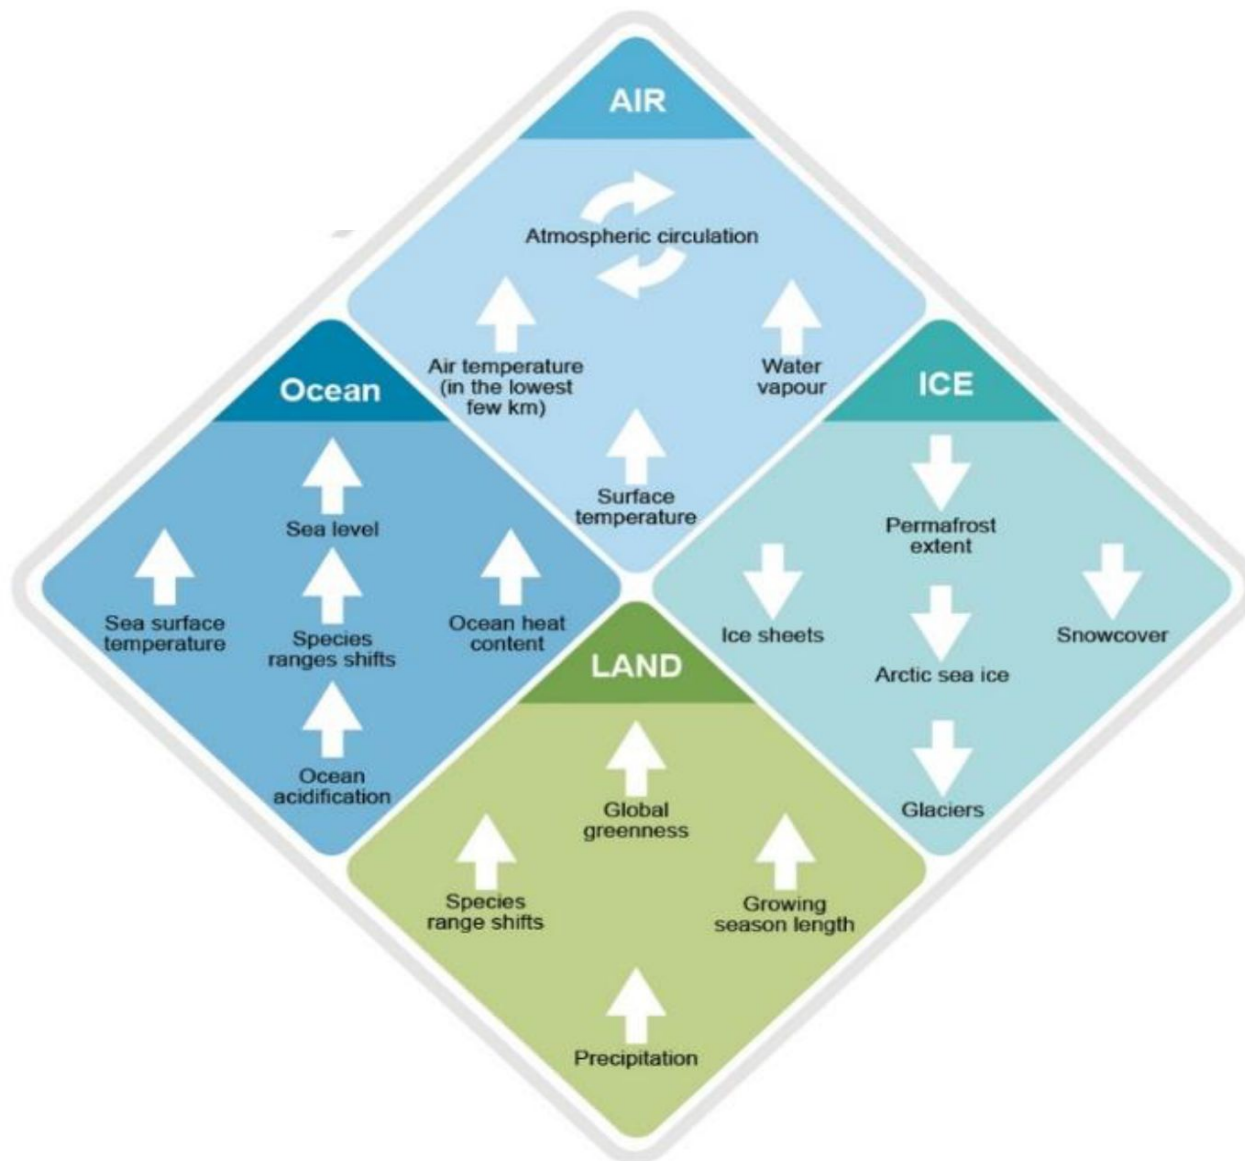 AIR
Atmospheric circulation
Air temperature
(in the lowest
few km)
Water
vapour
Surface
temperature
Ocean
Sea level
Sea surface
temperature
Species
ranges shifts
Ocean heat
content
Ocean
acidification
ICE
Permafrost
extent
Ice sheets
Snowcover
Arctic sea ice
Glaciers
LAND
Global
greenness
Species
range shifts
Growing
season length
Precipitation